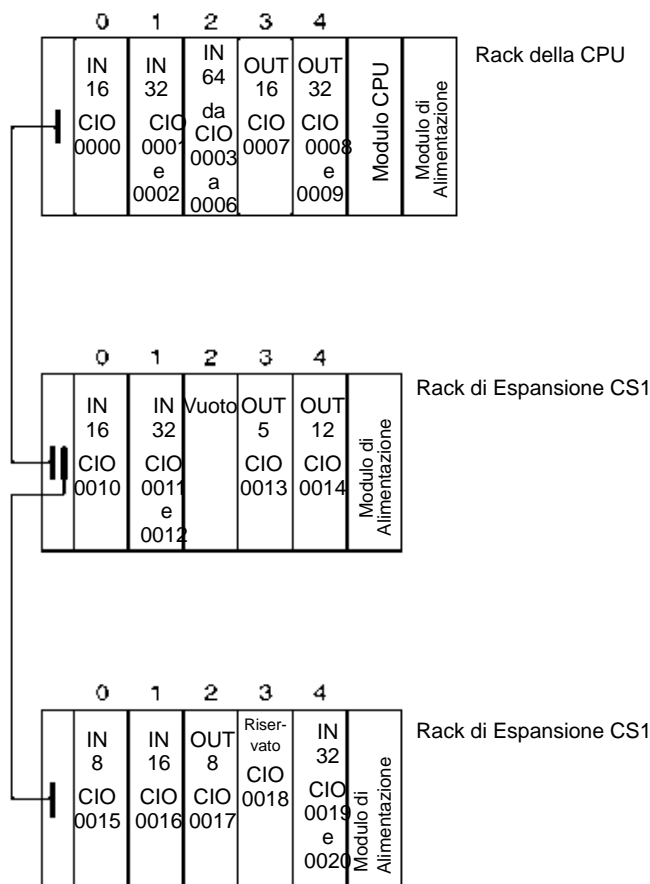 0 1 2 3 4
Rack della CPU
IN
16
CIO
0000
IN
32
CIO
0001
e
0002
IN
64
da
CIO
0003
a
0006
OUT
16
CIO
0007
OUT
32
CIO
0008
e
0009
Modulo CPU
Modulo di
Alimentazione
0 1 2 3 4
Rack di Espansione CS1
IN
16
CIO
0010
IN
32
CIO
0011
e
0012
Vuoto
OUT
5
CIO
0013
OUT
12
CIO
0014
Modulo di
Alimentazione
0 1 2 3 4
Rack di Espansione CS1
IN
8
CIO
0015
IN
16
CIO
0016
OUT
8
CIO
0017
Riser-
vato
CIO
0018
IN
32
CIO
0019
e
0020
Modulo di
Alimentazione